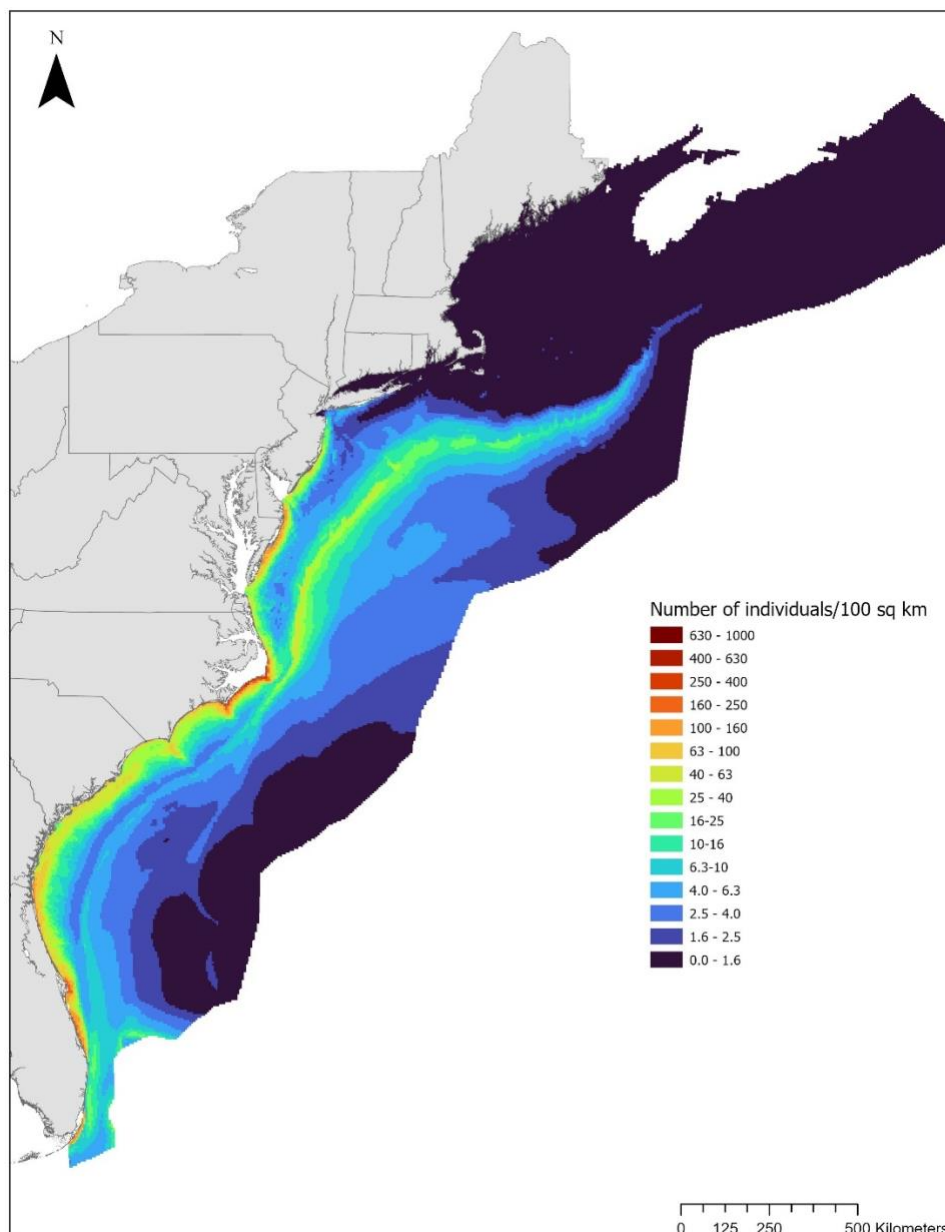 N
Number of individuals/100 sq km
630 - 1000
400 - 630
250 - 400
160 - 250
100 - 160
63 - 100
40 - 63
25 - 40
16-25
10-16
6.3-10
4.0 - 6.3
2.5 - 4.0
1.6 - 2.5
0.0 - 1.6
0 125 250 500 Kilometers